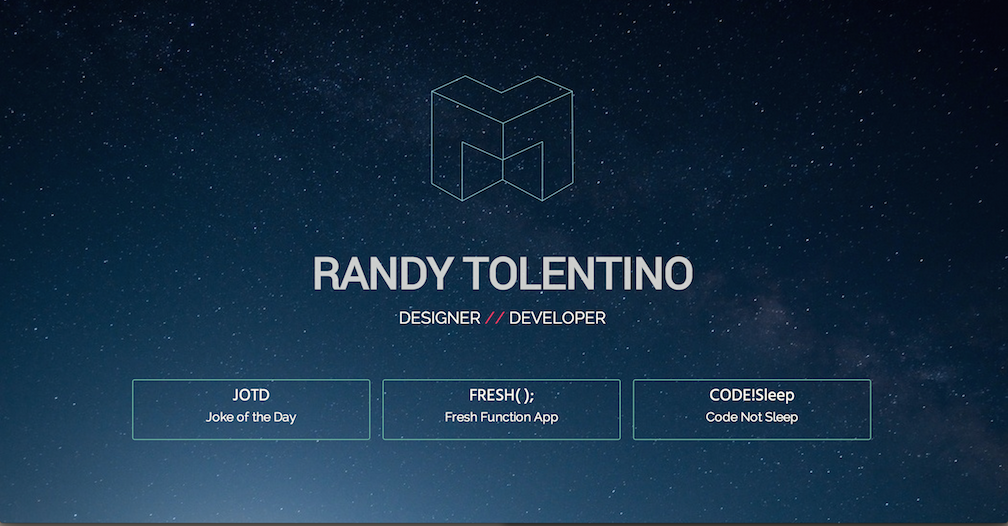 RANDY TOLENTINO
DESIGNER // DEVELOPER
JOTD
Joke of the Day
FRESH( );
Fresh Function App
CODE!Sleep
Code Not Sleep